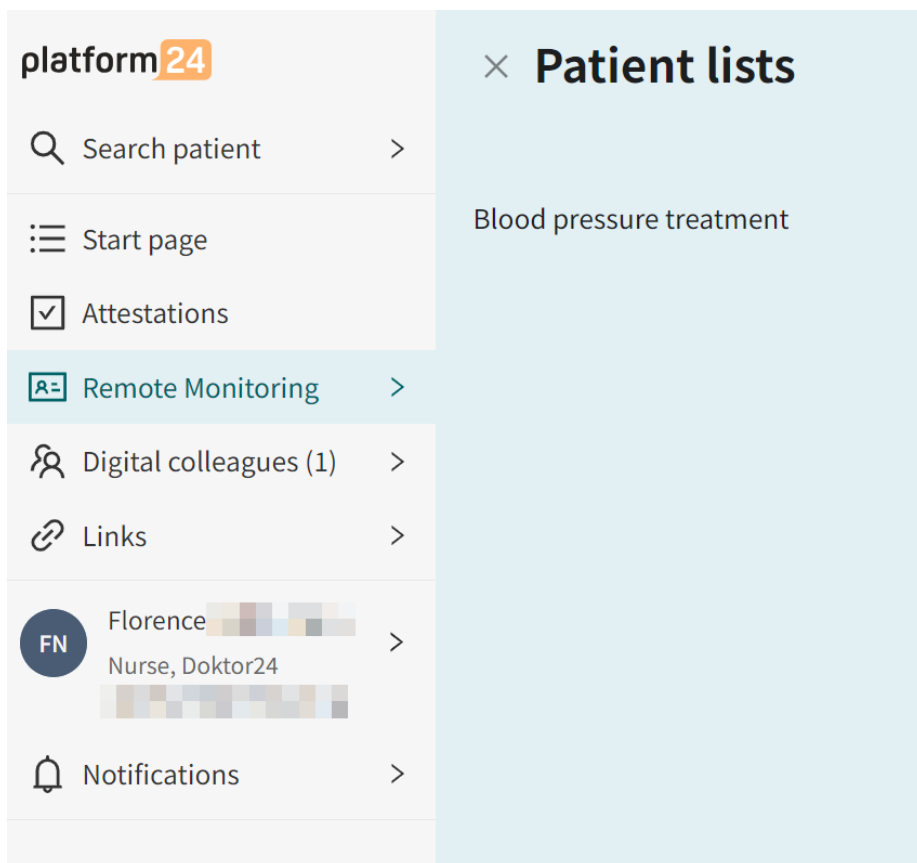 platform24
Search patient
Start page
Attestations
Remote Monitoring
Digital colleagues (1)
Links
FN
Florence
Nurse, Doktor24
Notifications
Patient lists
Blood pressure treatment